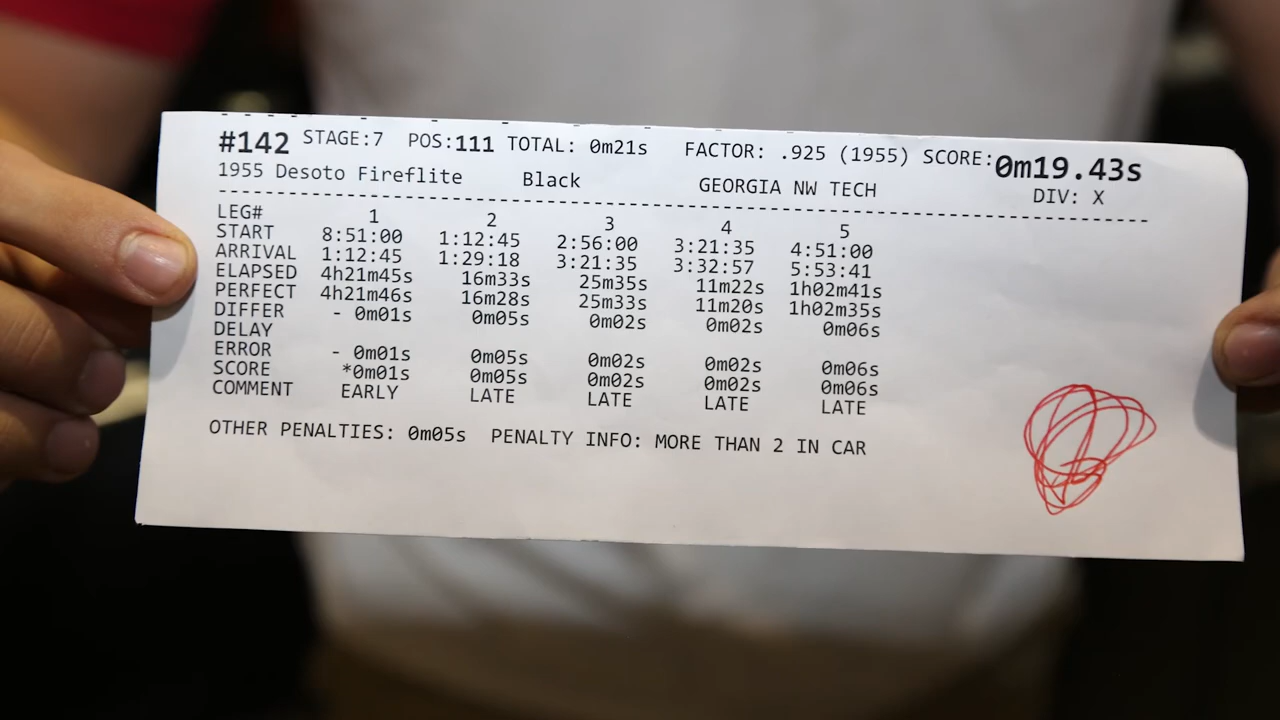 #142 STAGE:7 POS:111 TOTAL: 0m21s FACTOR: .925 (1955) SCORE:0m19.43s
1955 Desoto Fireflite Black GEORGIA NW TECH DIV: X
LEG# 1 2 3 4 5
START 8:51:00 1:12:45 2:56:00 3:21:35 4:51:00
ARRIVAL 1:12:45 1:29:18 3:21:35 3:32:57 5:53:41
ELAPSED 4h21m45s 16m33s 25m35s 11m22s 1h02m41s
PERFECT 4h21m46s 16m28s 25m33s 11m20s 1h02m35s
DIFFER - 0m01s 0m05s 0m02s 0m02s 0m06s
DELAY
ERROR - 0m01s 0m05s 0m02s 0m02s 0m06s
SCORE *0m01s 0m05s 0m02s 0m02s 0m06s
COMMENT EARLY LATE LATE LATE LATE
OTHER PENALTIES: 0m05s PENALTY INFO: MORE THAN 2 IN CAR